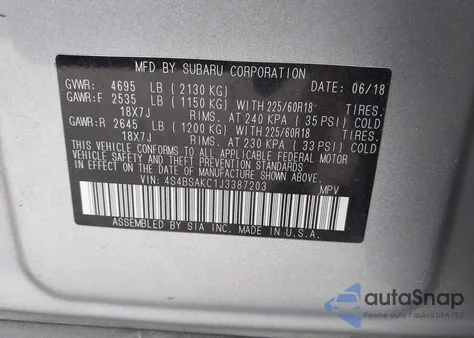 MFD BY SUBARU CORPORATION
GVWR: 4695 LB (2130 KG) DATE: 06/18
GAWR:F 2535 LB (1150 KG) WITH 225/60R18 TIRES.
18X7J RIMS. AT 240 KPA (35 PSI) COLD.
GAWR:R 2645 LB (1200 KG) WITH 225/60R18 TIRES.
18X7J RIMS. AT 230 KPA (33 PSI) COLD.
THIS VEHICLE CONFORMS TO ALL APPLICABLE FEDERAL MOTOR
VEHICLE SAFETY, BUMPER, AND THEFT PREVENTION STANDARDS
IN EFFECT ON THE DATE OF MANUFACTURE SHOWN ABOVE.
VIN: 4S4BSAKC1J3387203 MPV
ASSEMBLED BY SIA INC. MADE IN U.S.A.
autoSnap